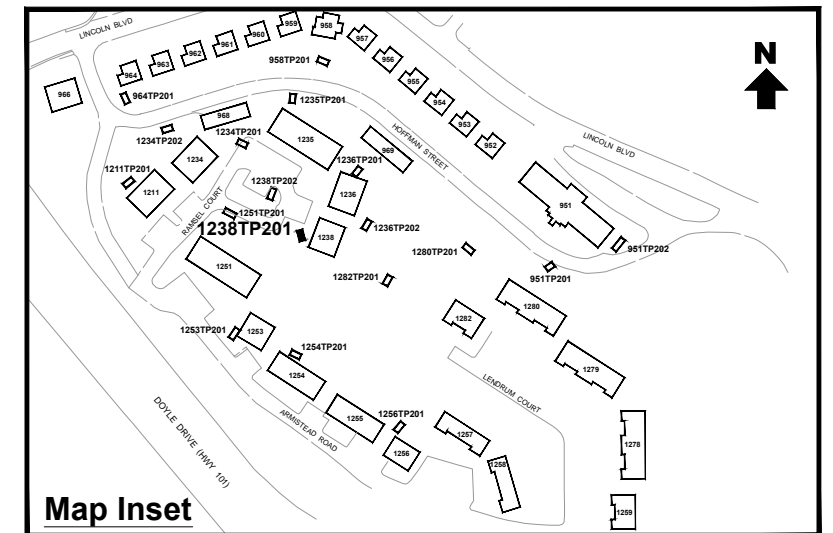 LINCOLN BLVD
959
958
960
961
962
963
964
957
956
955
954
953
952
966
958TP201
964TP201
1235TP201
968
1234TP202
1234TP201
1235
969
HOFFMAN STREET
LINCOLN BLVD
N
1211TP201
1234
1211
1238TP202
1236TP201
1236
RAMSEL COURT
1251TP201
1238TP201
1238
1236TP202
951
951TP202
1251
1280TP201
1282TP201
951TP201
1280
1282
1253TP201
1253
1254TP201
1254
1279
LENDRUM COURT
1255
1256TP201
ARMISTEAD ROAD
DOYLE DRIVE (HWY 101)
1257
1256
1258
1278
1259
Map Inset